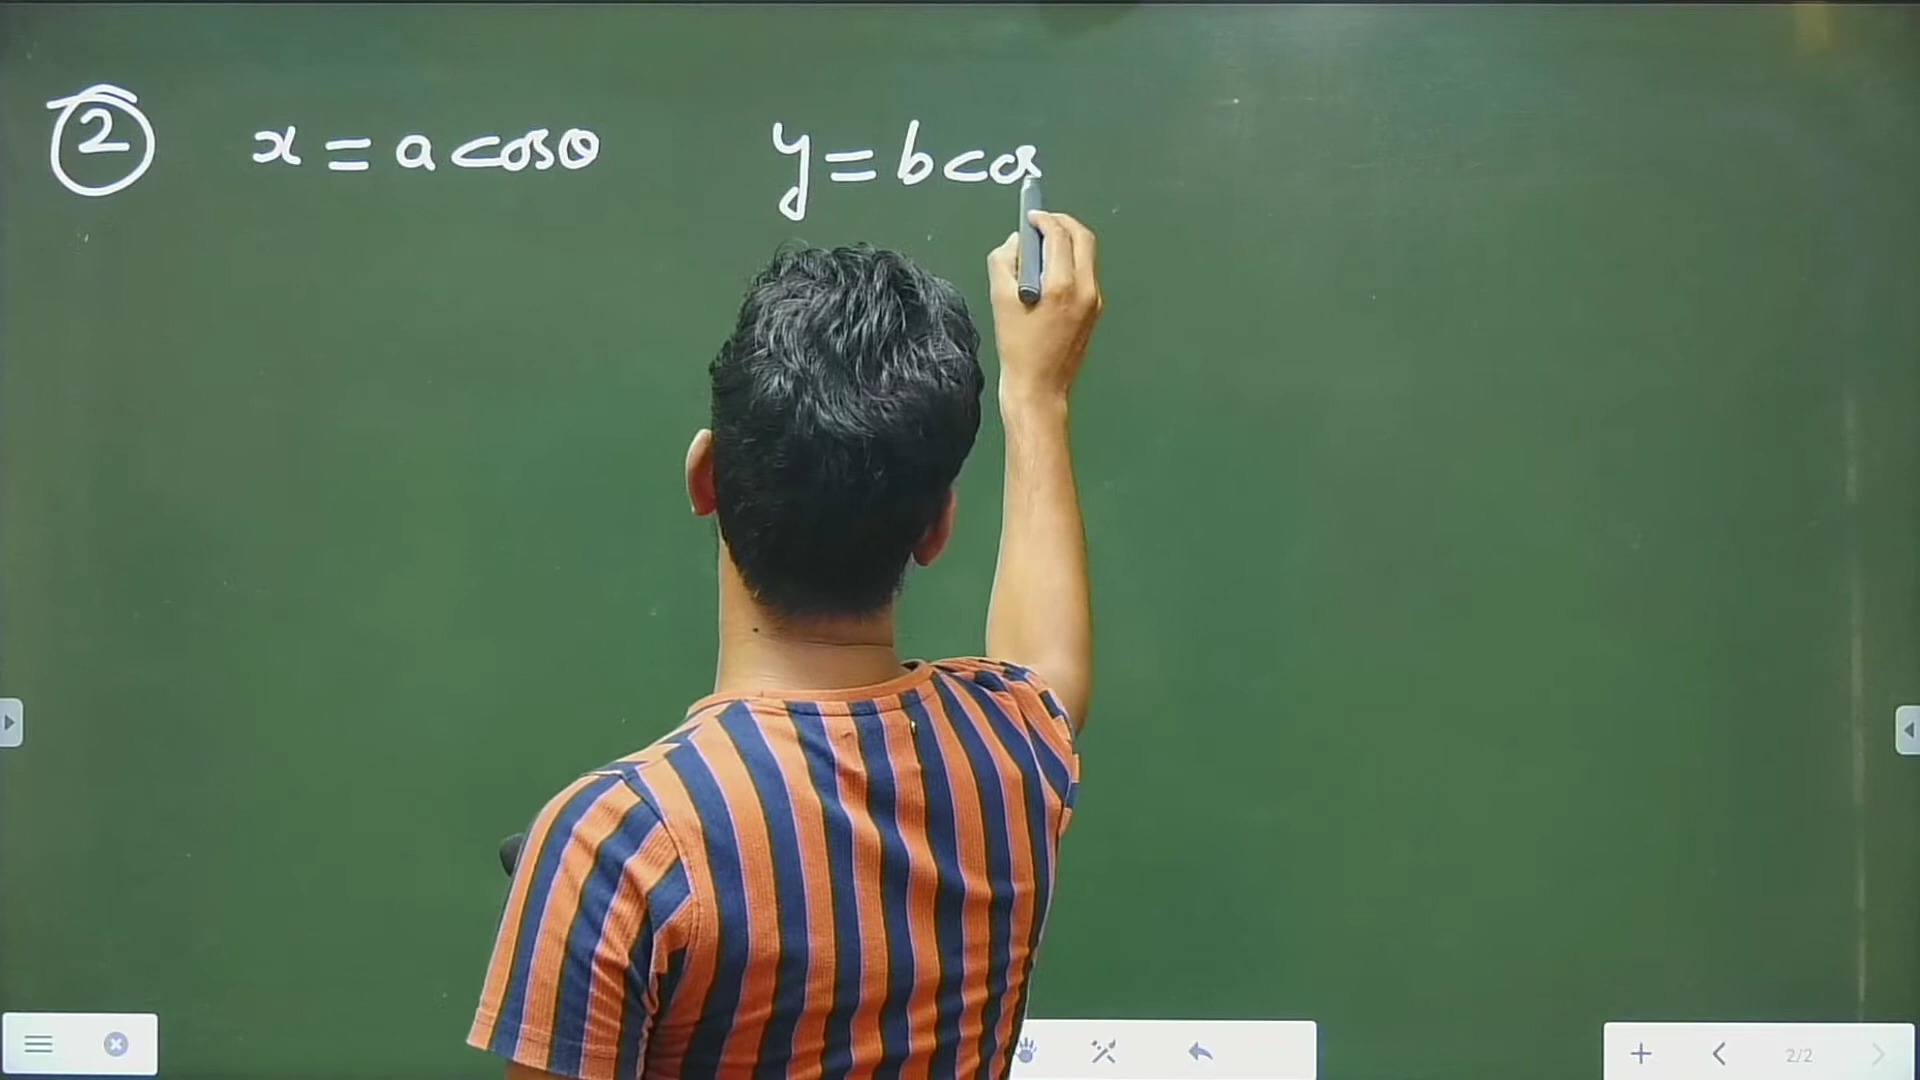 2 x = a cosθ y = b cos
2/2